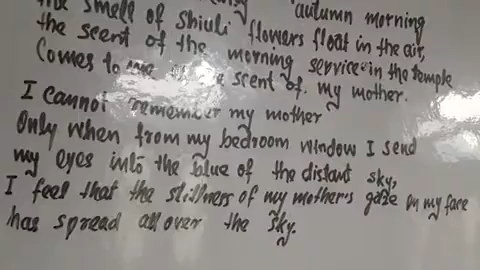 the smell of Shiuli flowers float in the air,
autumn morning
the scent of the morning service in the temple
Comes to me scent of my mother.
I cannot remember my mother
Only when from my bedroom window I send
my eyes into the blue of the distant sky,
I feel that the stillness of my mother's gaze on my face
has spread all over the sky.